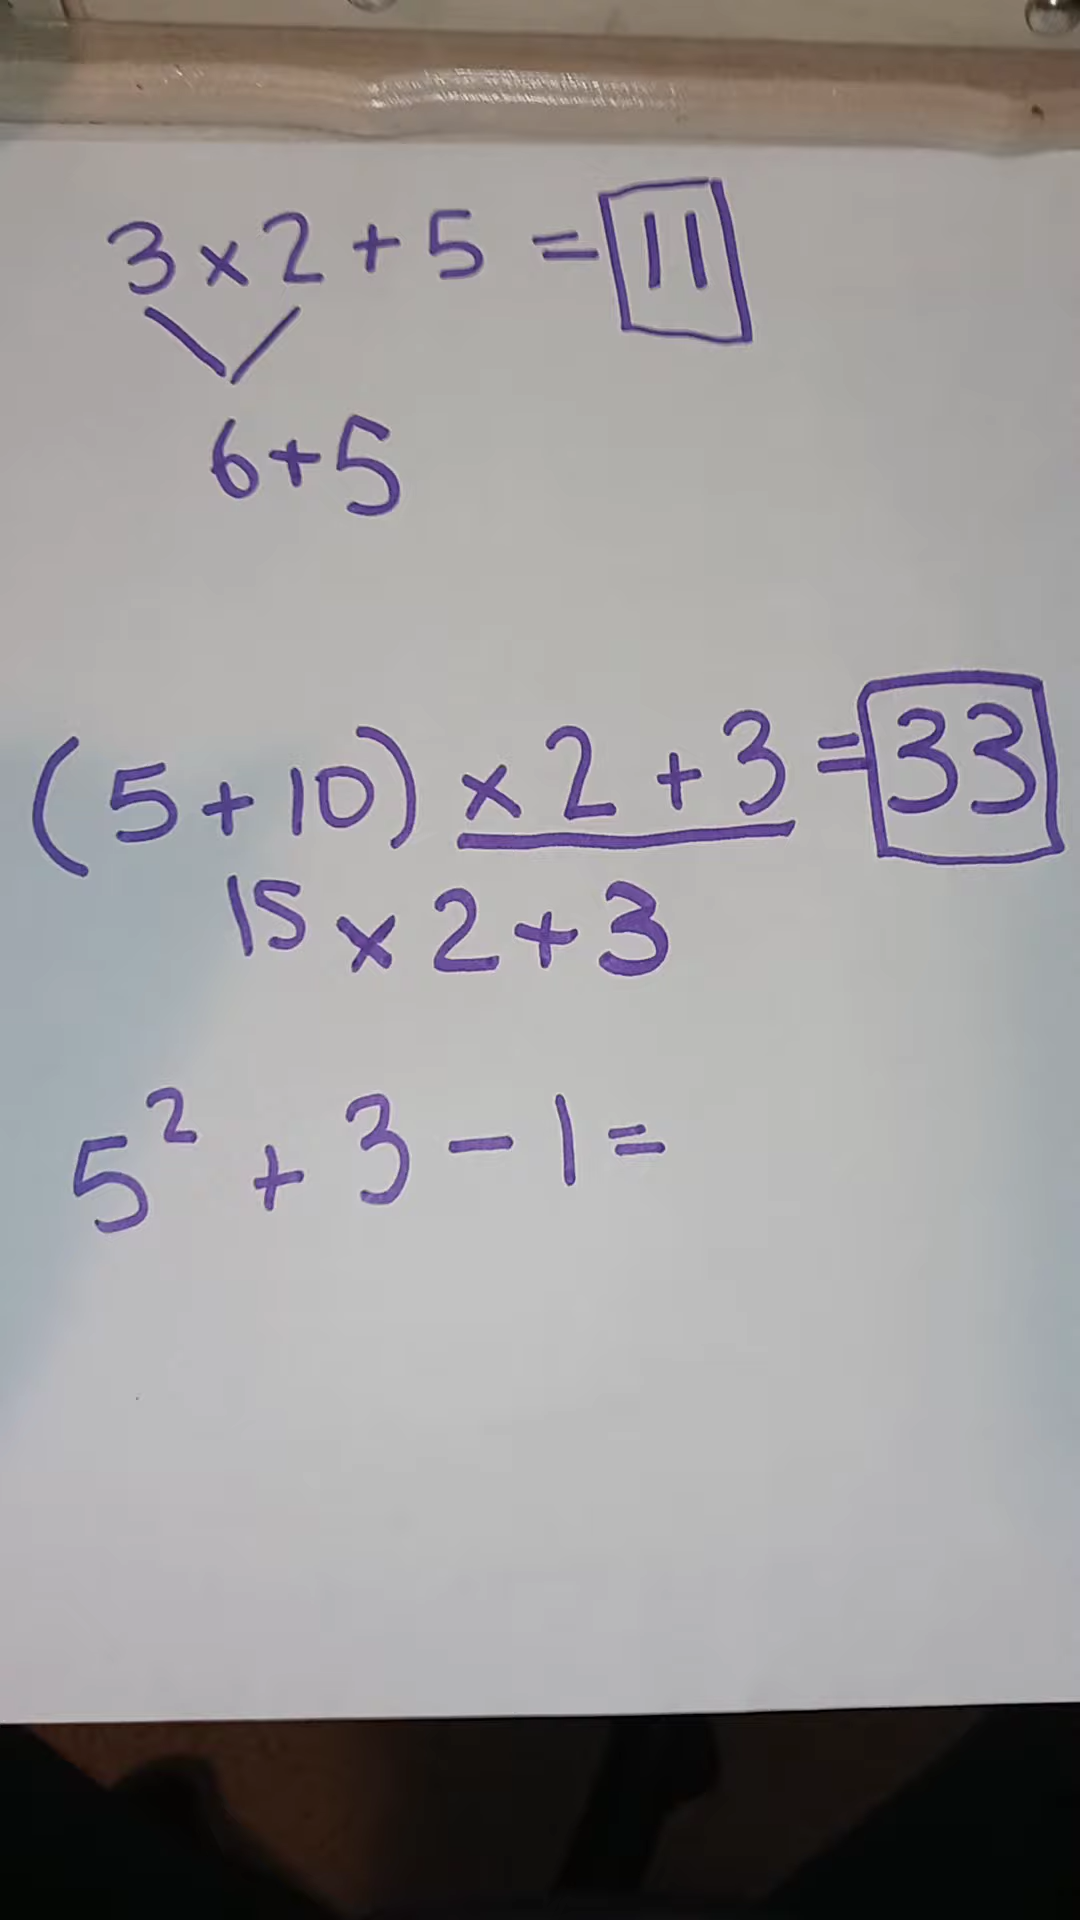 3 × 2 + 5 = 11
6 + 5
(5 + 10) × 2 + 3 = 33
15 × 2 + 3
5² + 3 - 1 =